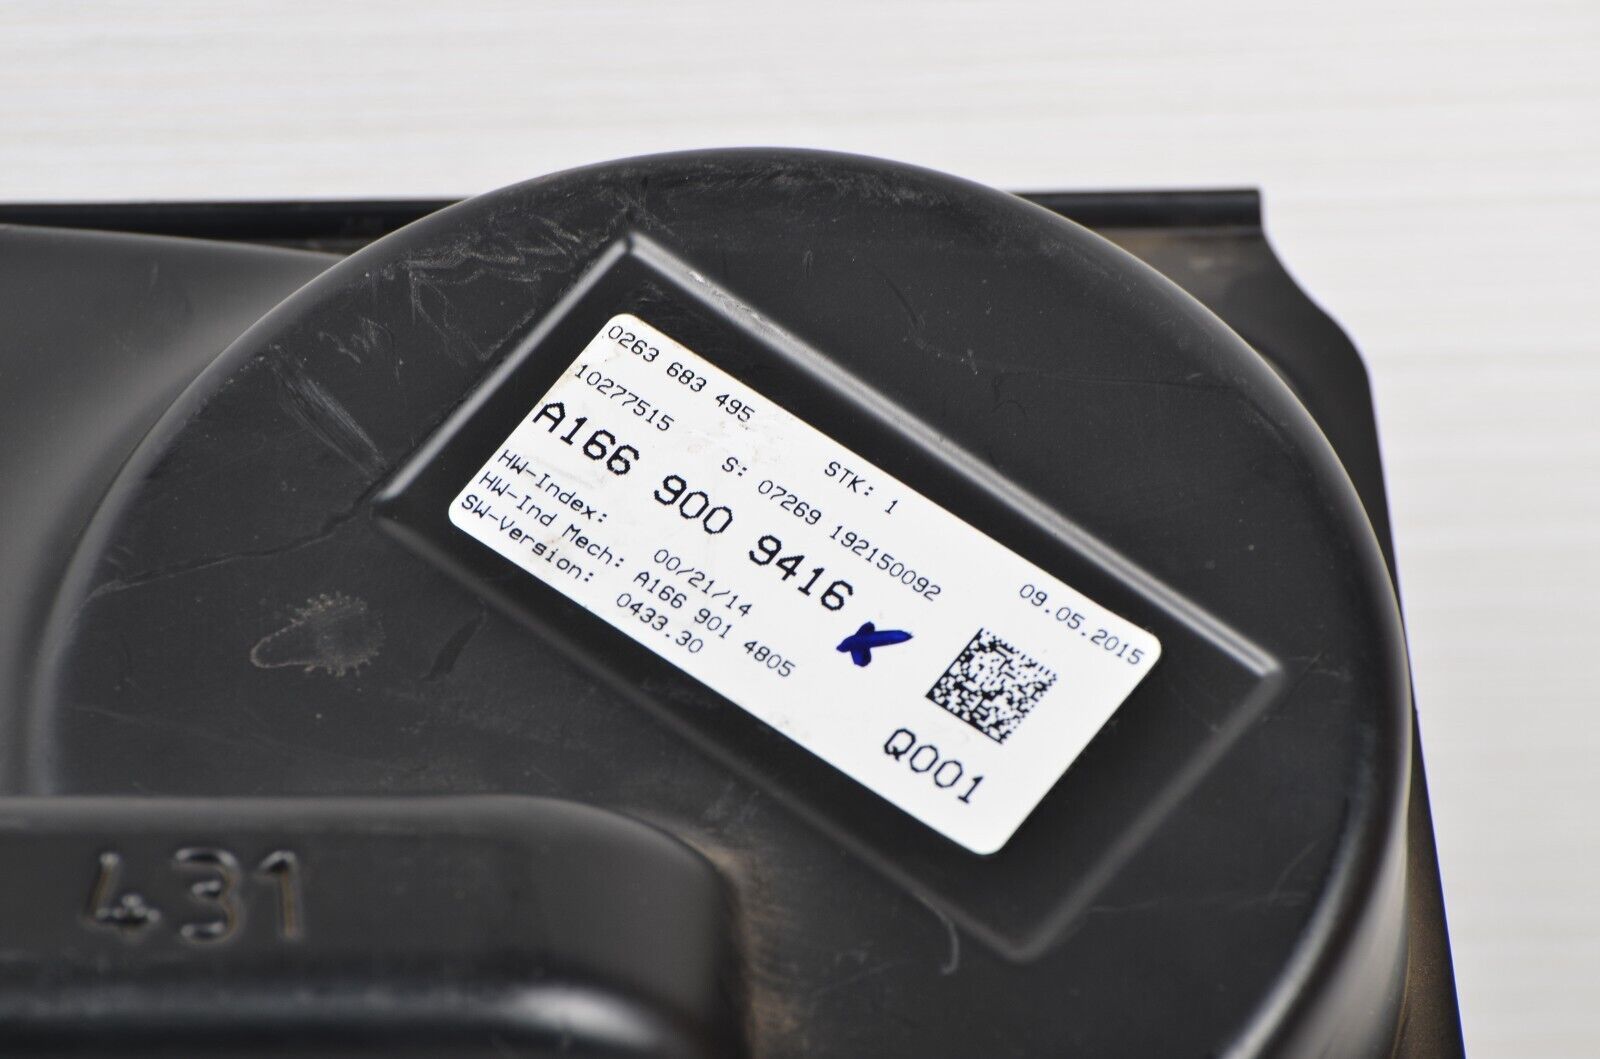 0263 683 495
10277515
STK: 1
S: 07269 192150092
09.05.2015
A166 900 9416
HW-Index: 00/21/14
HW-Ind Mech: A166 901 4805
SW-Version: 0433.30
Q001
431